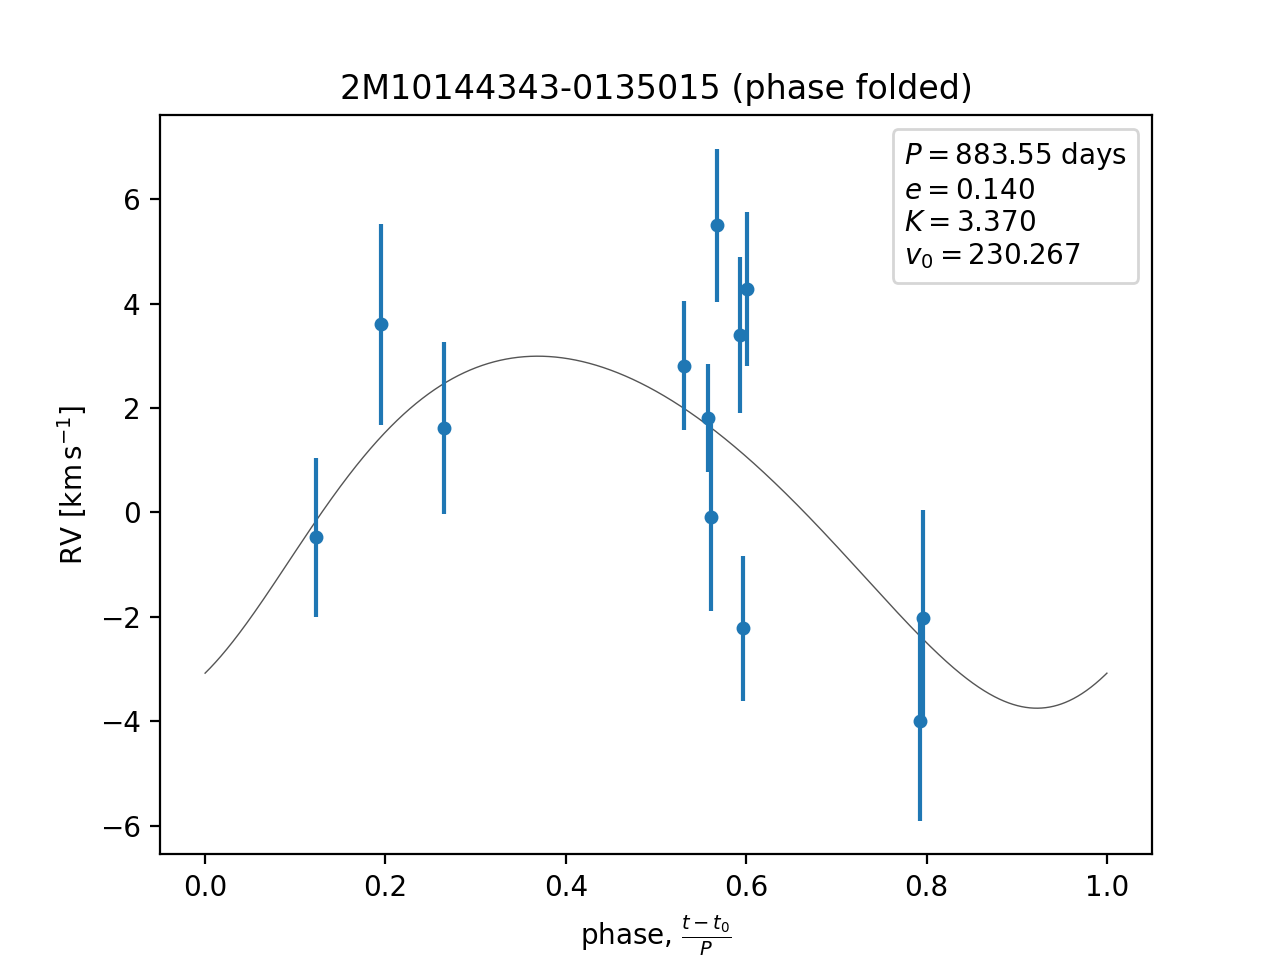 2M10144343-0135015 (phase folded)
P = 883.55 days
e = 0.140
K = 3.370
v₀ = 230.267
6
4
2
0
−2
−4
−6
RV [km s⁻¹]
0.0 0.2 0.4 0.6 0.8 1.0
phase, (t − t₀)/P